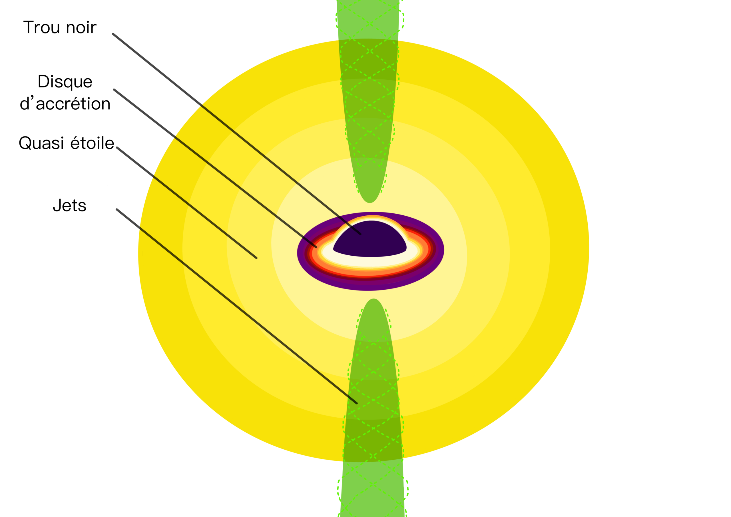 Trou noir
Disque
d'accrétion
Quasi étoile
Jets